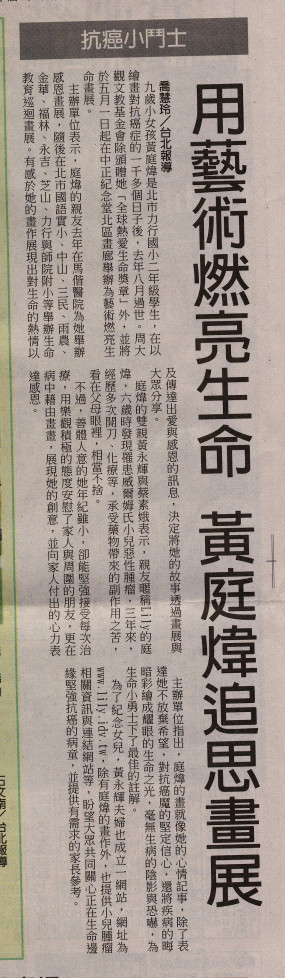 抗癌小鬥士
用藝術燃亮生命 黃庭煒追思畫展
喬慧玲╱台北報導
九歲小女孩黃庭煒是北市力行國小二年級學生,在以
繪畫對抗癌症的一千多個日子後,去年八月過世。周大
觀文教基金會除頒贈她「全球熱愛生命獎章」外,並將
於五月一日起在中正紀念堂北區畫廊舉辦為藝術燃亮生
命畫展。
主辦單位表示,庭煒的親友去年在馬偕醫院為她舉辦
感恩畫展,隨後在北市國語實小、中山、三民、雨農、
金華、福林、永吉、芝山、力行與師院附小等舉辦生命
教育巡迴畫展。有感於她的畫作展現出對生命的熱情以
及傳達出愛與感恩的訊息,決定將她的故事透過畫展與
大眾分享。
庭煒的雙親黃永輝與蔡素娥表示,親友暱稱的庭
煒,六歲時發現罹患威爾姆氏小兒惡性腫瘤,三年來,
經歷多次開刀、化療等,承受藥物帶來的副作用之苦,
看在父母眼裡,相當不捨。
不過,善體人意的她年紀雖小,卻能堅強接受每次治
療,用樂觀積極的態度安慰了家人與周圍的朋友,更在
病中藉由畫畫,展現她的創意,並向家人付出的心力表
達感恩。
主辦單位指出,庭煒的畫就像她的心情記事,除了表
達她不放棄希望,對抗癌魔的堅定信心,還將疾病的晦
暗彩繪成耀眼的生命之光,毫無生病的陰影與恐嚇,為
生命小勇士下了最佳的註解。
為了紀念女兒,黃永輝夫婦也成立一網站,網址為
www.lily.idv.tw,除有庭煒的畫作外,也提供小兒腫瘤
相關資訊與連結網站等,盼望大眾共同關心正在生命邊
緣堅強抗癌的病童,並提供有需求的家長參考。
╱台北報導